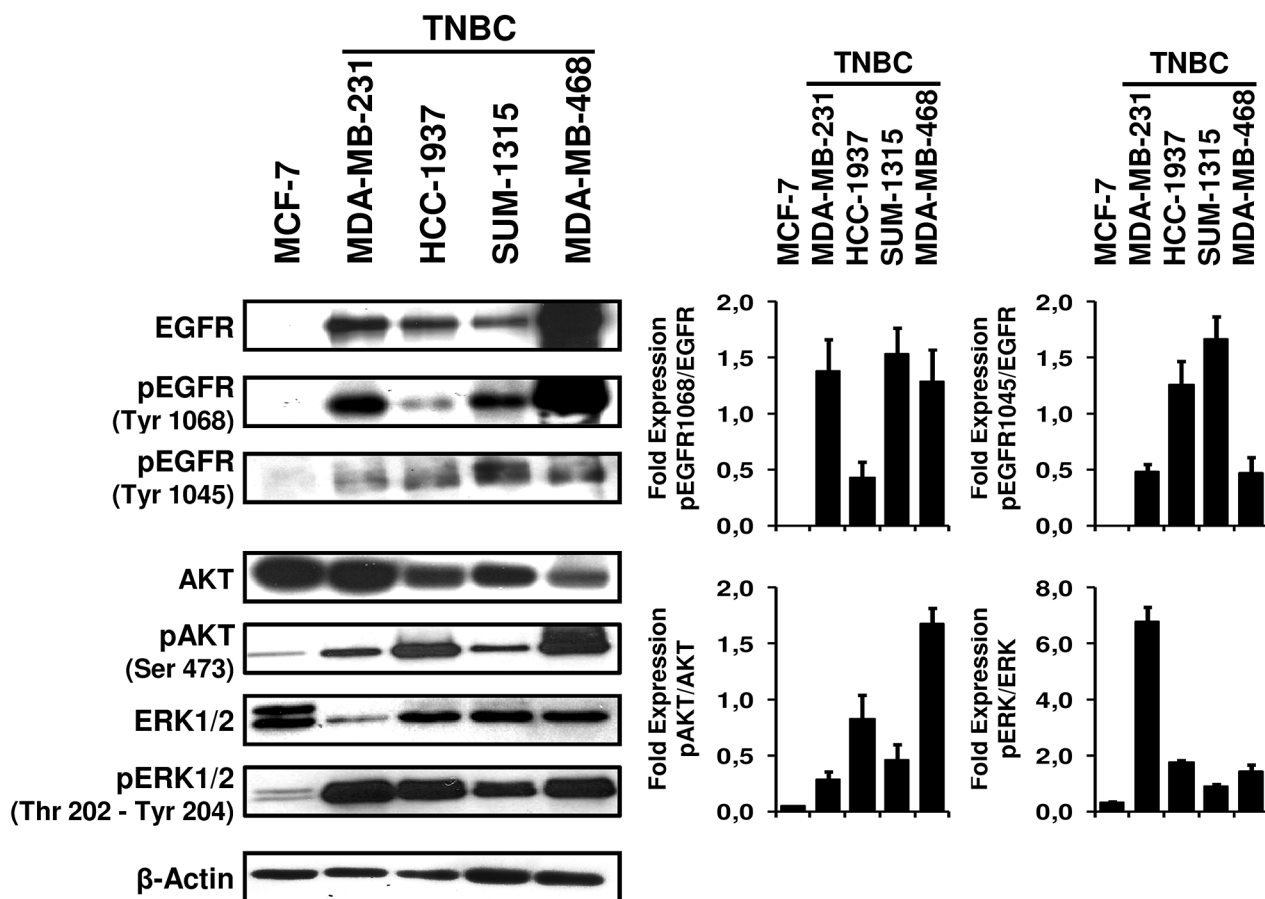 TNBC
MCF-7
MDA-MB-231
HCC-1937
SUM-1315
MDA-MB-468
EGFR
pEGFR
(Tyr 1068)
pEGFR
(Tyr 1045)
AKT
pAKT
(Ser 473)
ERK1/2
pERK1/2
(Thr 202 - Tyr 204)
β-Actin
TNBC
MCF-7
MDA-MB-231
HCC-1937
SUM-1315
MDA-MB-468
Fold Expression
pEGFR1068/EGFR
2,0
1,5
1,0
0,5
0,0
TNBC
MCF-7
MDA-MB-231
HCC-1937
SUM-1315
MDA-MB-468
Fold Expression
pEGFR1045/EGFR
2,0
1,5
1,0
0,5
0,0
Fold Expression
pAKT/AKT
2,0
1,5
1,0
0,5
0,0
Fold Expression
pERK/ERK
8,0
6,0
4,0
2,0
0,0